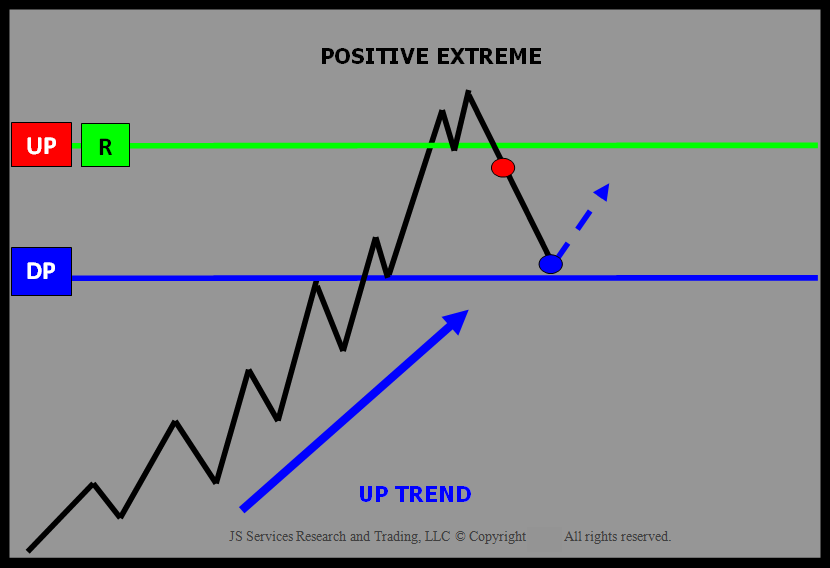 POSITIVE EXTREME
UP R
DP
UP TREND
JS Services Research and Trading, LLC © Copyright All rights reserved.